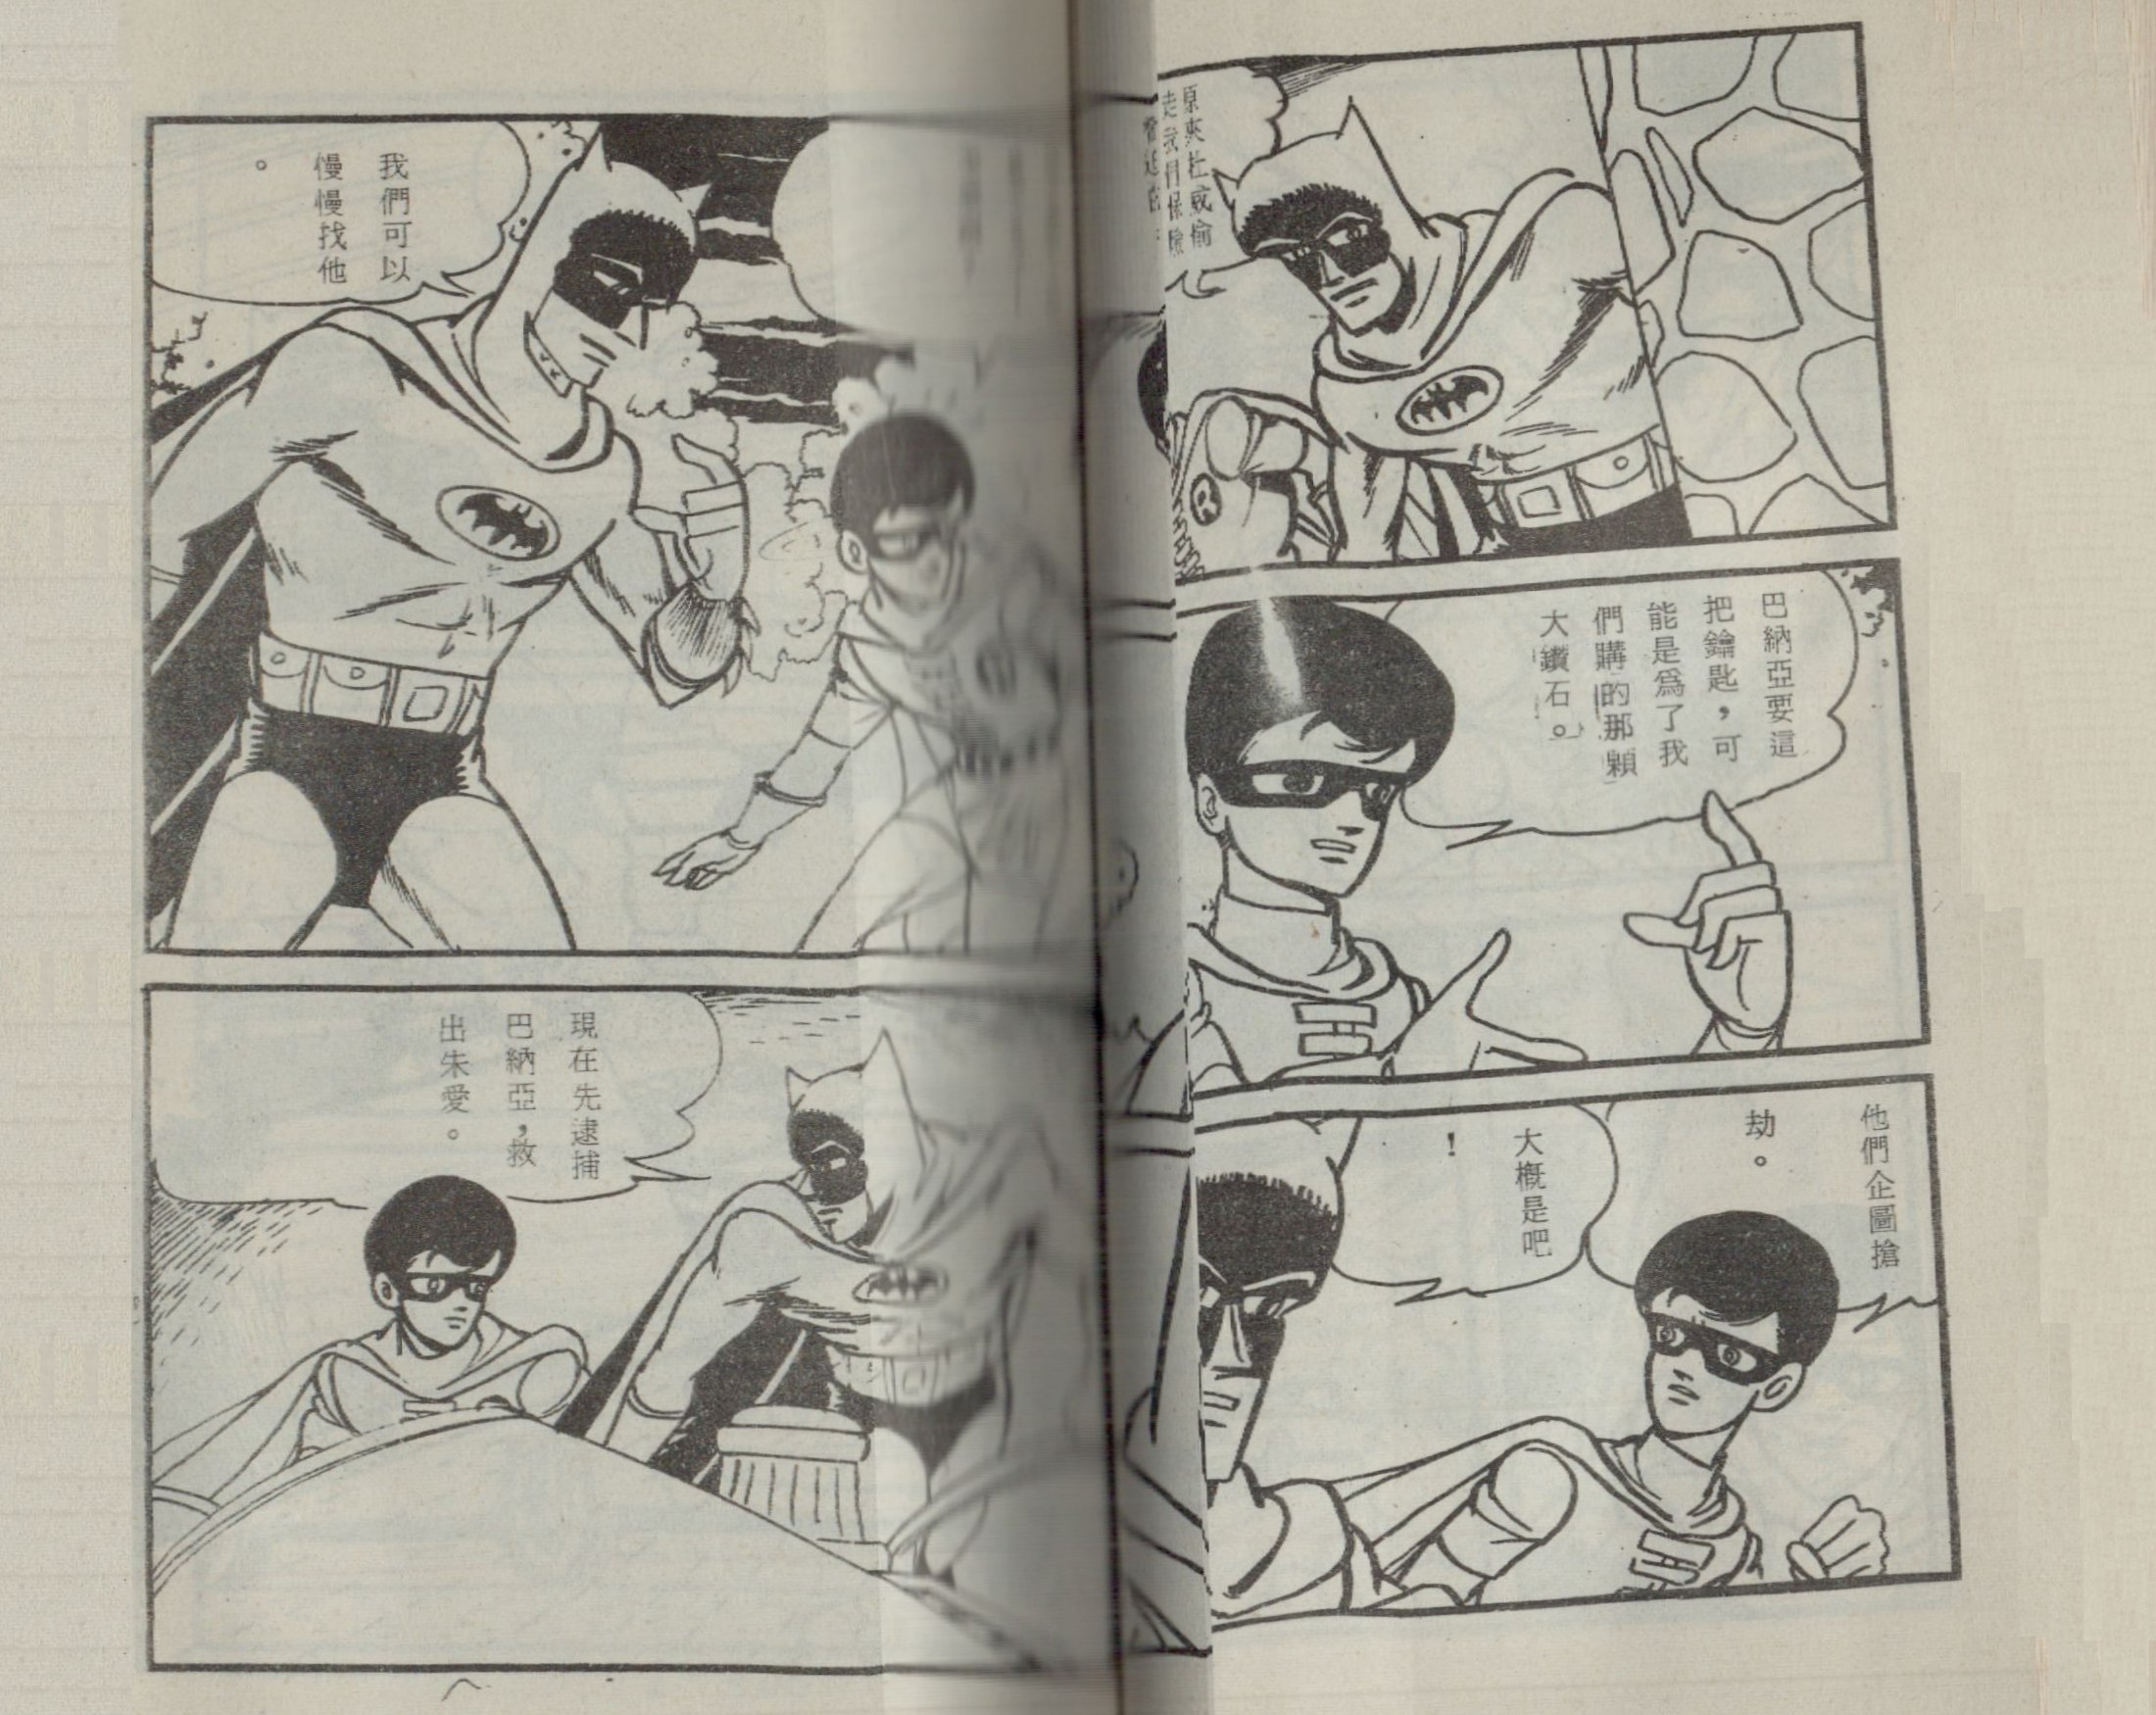 原來杜威偷
走我們保險
巴納亞要這
把鑰匙，可
能是為了我
們購的那顆
大鑽石。
他們企圖搶
劫。
大概是吧
！
我們可以
慢慢找他
。
現在先逮捕
巴納亞，救
出朱愛。
R